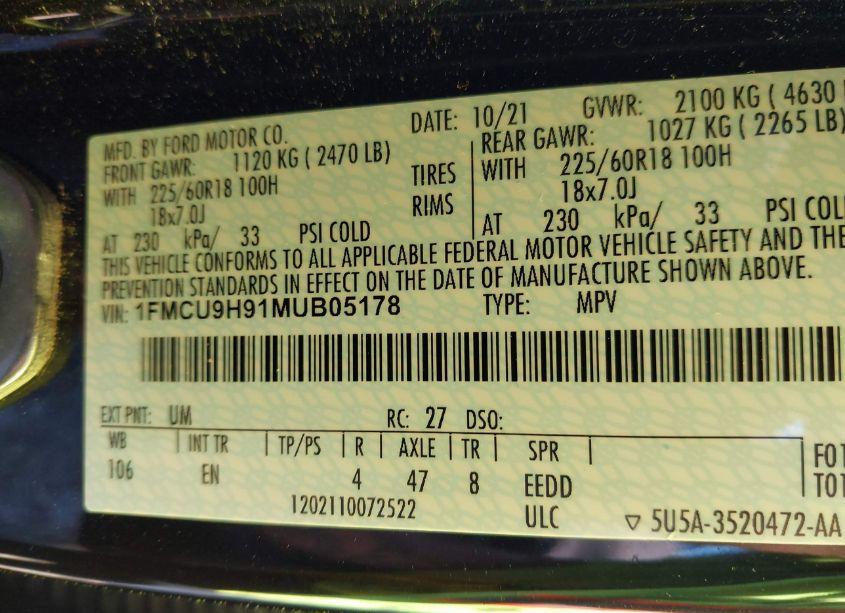 MFD. BY FORD MOTOR CO. DATE: 10/21 GVWR: 2100 KG ( 4630
FRONT GAWR: 1120 KG ( 2470 LB) REAR GAWR: 1027 KG ( 2265 LB)
WITH 225/60R18 100H TIRES WITH 225/60R18 100H
18x7.0J RIMS 18x7.0J
AT 230 kPa/ 33 PSI COLD AT 230 kPa/ 33 PSI COL
THIS VEHICLE CONFORMS TO ALL APPLICABLE FEDERAL MOTOR VEHICLE SAFETY AND THE
PREVENTION STANDARDS IN EFFECT ON THE DATE OF MANUFACTURE SHOWN ABOVE.
VIN: 1FMCU9H91MUB05178 TYPE: MPV
EXT PNT: UM RC: 27 DSO:
WB INT TR TP/PS R AXLE TR SPR
106 EN 4 47 8 EEDD
1202110072522 ULC
FOT
TOT
5U5A-3520472-AA